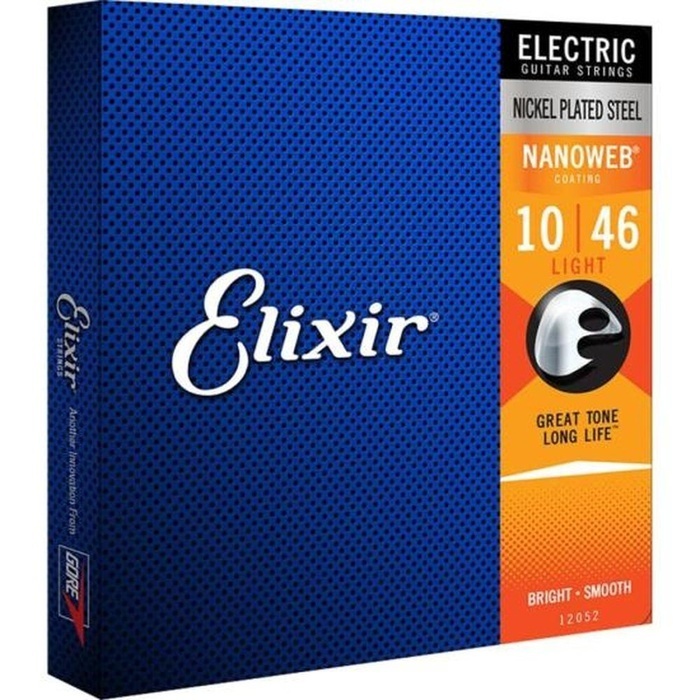 ELECTRIC
GUITAR STRINGS
NICKEL PLATED STEEL
NANOWEB®
COATING
10 | 46
LIGHT
Elixir®
GREAT TONE
LONG LIFE™
BRIGHT • SMOOTH
12052
Elixir
STRINGS
Another Innovation From
GORE